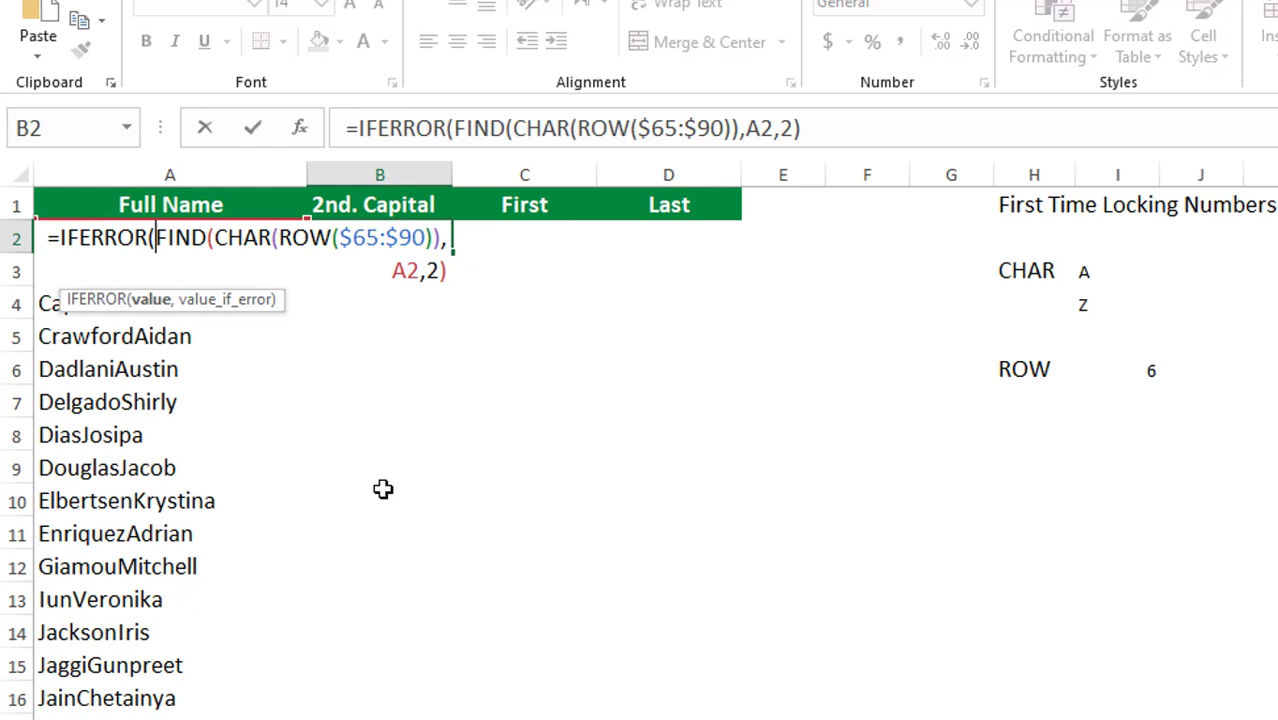 14
Wrap Text
General
Paste
B I U
A
Merge & Center
$ % ,
Conditional Formatting
Format as Table
Cell Styles
Ins
Clipboard
Font
Alignment
Number
Styles
B2
fx
=IFERROR(FIND(CHAR(ROW($65:$90)),A2,2)
A B C D E F G H I J
1 Full Name 2nd. Capital First Last First Time Locking Numbers
2 =IFERROR(FIND(CHAR(ROW($65:$90)),
3 A2,2) CHAR A
IFERROR(value, value_if_error)
4 Z
5 CrawfordAidan
6 DadlaniAustin ROW 6
7 DelgadoShirly
8 DiasJosipa
9 DouglasJacob
10 ElbertsenKrystina
11 EnriquezAdrian
12 GiamouMitchell
13 IunVeronika
14 JacksonIris
15 JaggiGunpreet
16 JainChetainya